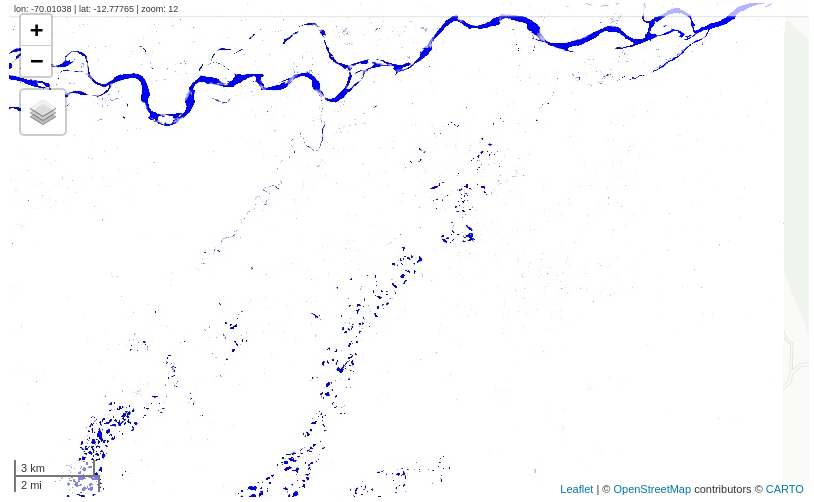 lon: -70.01038 | lat: -12.77765 | zoom: 12
+
−
3 km
2 mi
Leaflet | © OpenStreetMap contributors © CARTO